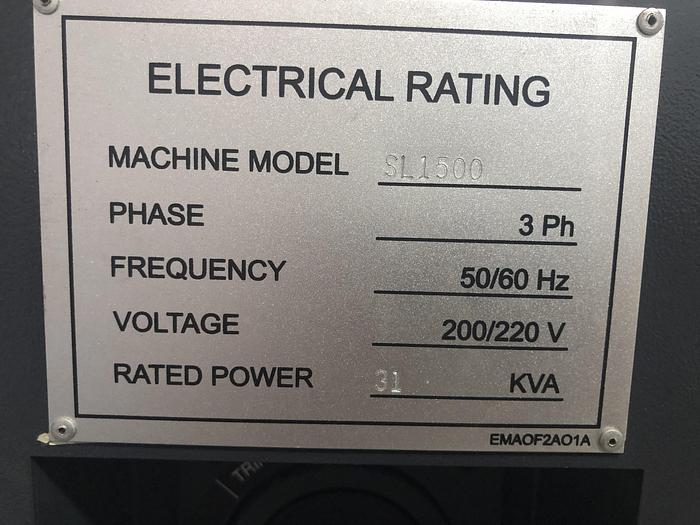 ELECTRICAL RATING
MACHINE MODEL SL1500
PHASE 3 Ph
FREQUENCY 50/60 Hz
VOLTAGE 200/220 V
RATED POWER 31 KVA
EMAOF2AO1A